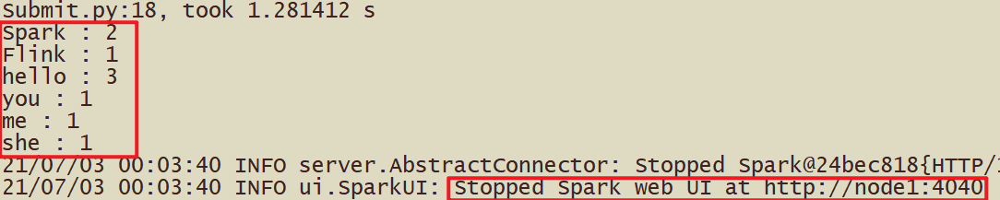 Submit.py:18, took 1.281412 s
Spark : 2
Flink : 1
hello : 3
you : 1
me : 1
she : 1
21/07/03 00:03:40 INFO server.AbstractConnector: Stopped Spark@24bec818{HTTP/
21/07/03 00:03:40 INFO ui.SparkUI: Stopped Spark web UI at http://node1:4040